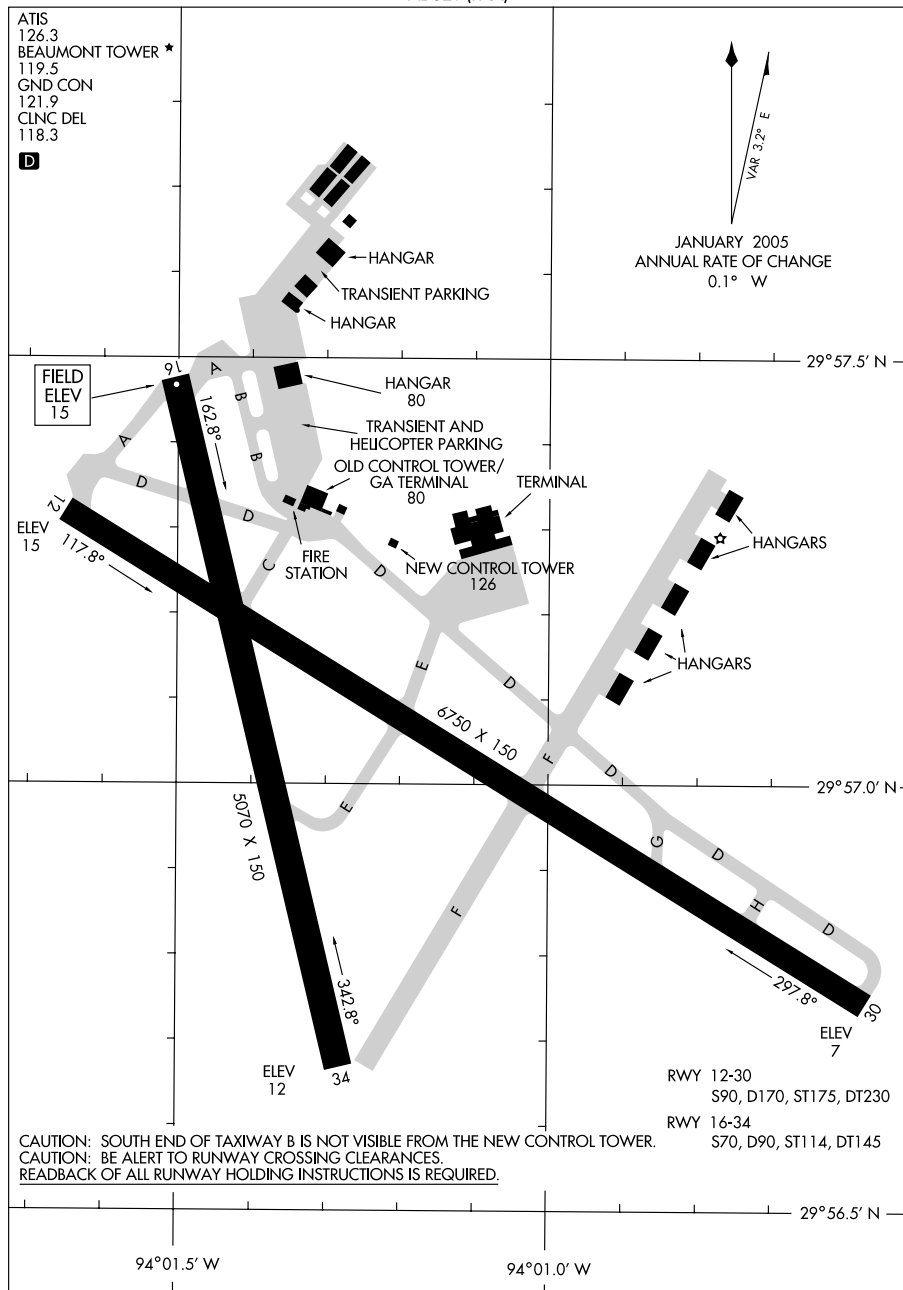 ATIS
126.3
BEAUMONT TOWER ★
119.5
GND CON
121.9
CLNC DEL
118.3
D
VAR 3.2° E
JANUARY 2005
ANNUAL RATE OF CHANGE
0.1° W
HANGAR
TRANSIENT PARKING
HANGAR
29°57.5' N
FIELD
ELEV
15
16
A
162.8°
B
B
HANGAR
80
TRANSIENT AND
HELICOPTER PARKING
OLD CONTROL TOWER/
GA TERMINAL
80
TERMINAL
A
D
D
12
ELEV
15
117.8°
C
FIRE
STATION
D
NEW CONTROL TOWER
126
HANGARS
HANGARS
E
D
6750 X 150
F
D
29°57.0' N
E
5070 X 150
G
D
H
D
F
342.8°
297.8°
30
ELEV
7
ELEV
12
34
RWY 12-30
S90, D170, ST175, DT230
RWY 16-34
S70, D90, ST114, DT145
CAUTION: SOUTH END OF TAXIWAY B IS NOT VISIBLE FROM THE NEW CONTROL TOWER.
CAUTION: BE ALERT TO RUNWAY CROSSING CLEARANCES.
READBACK OF ALL RUNWAY HOLDING INSTRUCTIONS IS REQUIRED.
29°56.5' N
94°01.5' W
94°01.0' W